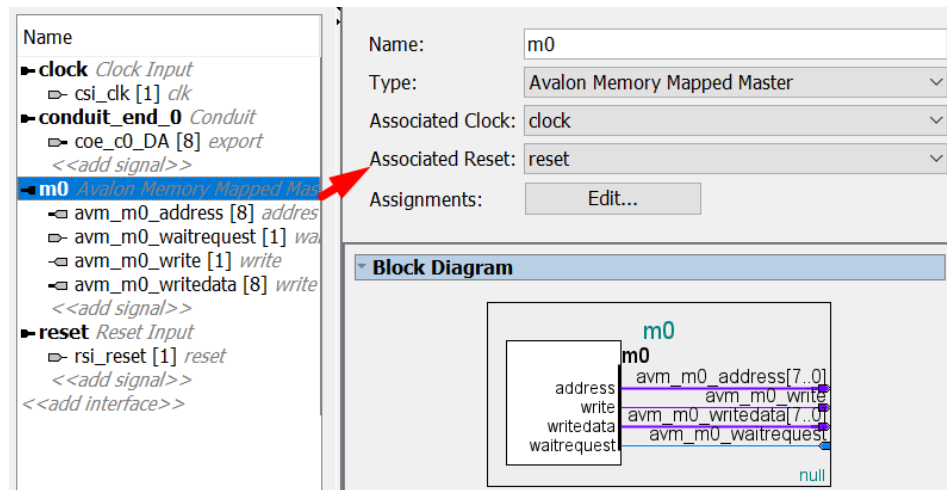 Name
clock Clock Input
csi_clk [1] clk
conduit_end_0 Conduit
coe_c0_DA [8] export
<<add signal>>
m0 Avalon Memory Mapped Mas
avm_m0_address [8] addres
avm_m0_waitrequest [1] wai
avm_m0_write [1] write
avm_m0_writedata [8] write
<<add signal>>
reset Reset Input
rsi_reset [1] reset
<<add signal>>
<<add interface>>
Name: m0
Type: Avalon Memory Mapped Master
Associated Clock: clock
Associated Reset: reset
Assignments: Edit...
Block Diagram
m0
m0
address avm_m0_address[7..0]
write avm_m0_write
writedata avm_m0_writedata[7..0]
waitrequest avm_m0_waitrequest
null